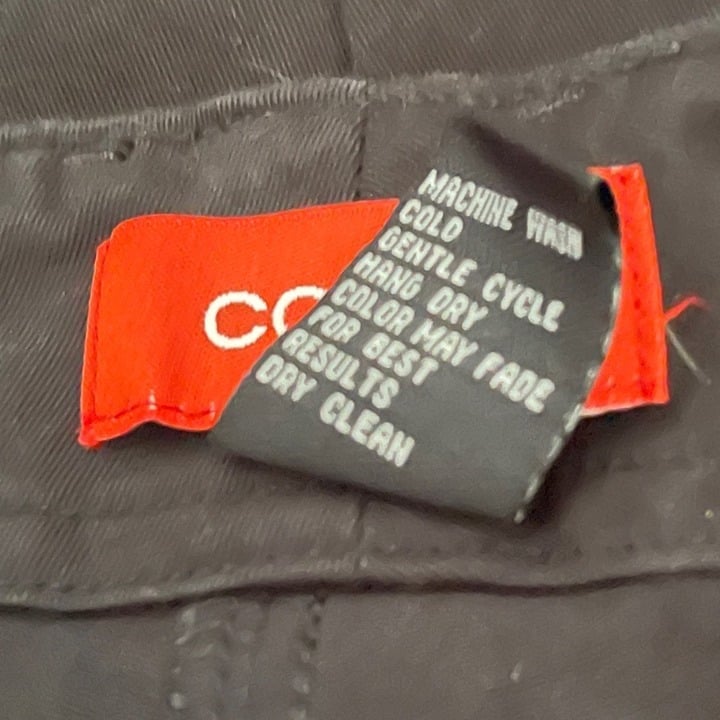 CO
MACHINE WASH
COLD
GENTLE CYCLE
HANG DRY
COLOR MAY FADE
FOR BEST
RESULTS
DRY CLEAN